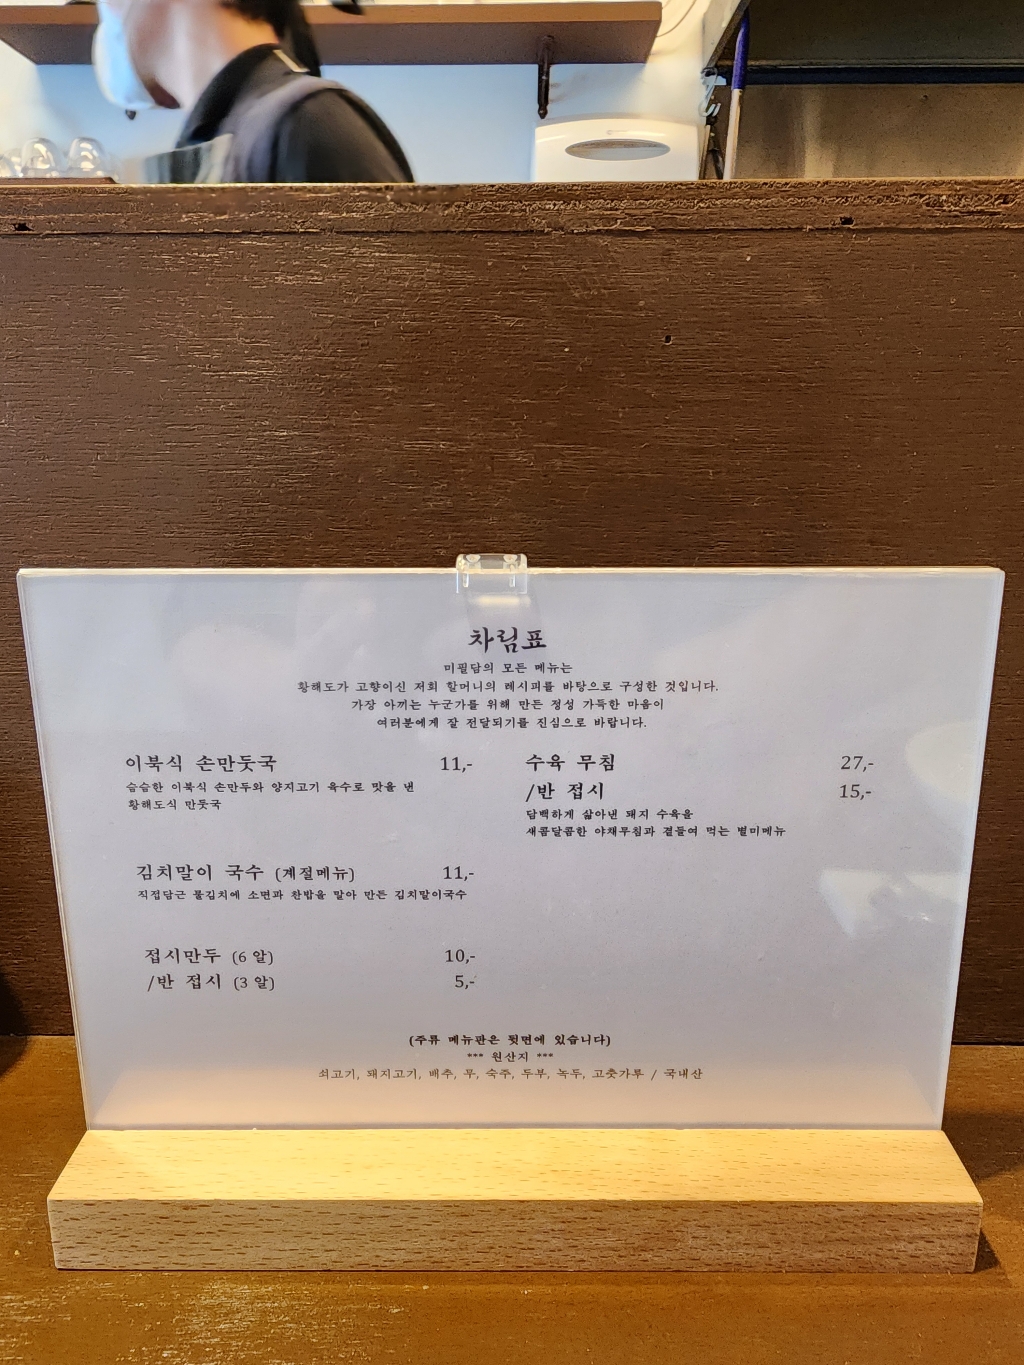 차림표
미필담의 모든 메뉴는
황해도가 고향이신 저희 할머니의 레시피를 바탕으로 구성한 것입니다.
가장 아끼는 누군가를 위해 만든 정성 가득한 마음이
여러분에게 잘 전달되기를 진심으로 바랍니다.
이북식 손만둣국 11,-
슴슴한 이북식 손만두와 양지고기 육수로 맛을 낸
황해도식 만둣국
김치말이 국수 (계절메뉴) 11,-
직접담근 물김치에 소면과 찬밥을 말아 만든 김치말이국수
접시만두 (6 알) 10,-
/반 접시 (3 알) 5,-
수육 무침 27,-
/반 접시 15,-
담백하게 삶아낸 돼지 수육을
새콤달콤한 야채무침과 곁들여 먹는 별미메뉴
(주류 메뉴판은 뒷면에 있습니다)
*** 원산지 ***
쇠고기, 돼지고기, 배추, 무, 숙주, 두부, 녹두, 고춧가루 / 국내산